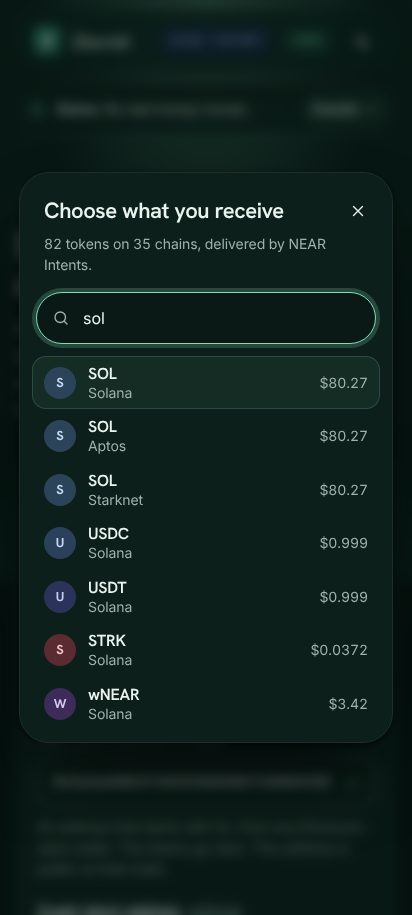 Choose what you receive
82 tokens on 35 chains, delivered by NEAR
Intents.
sol
S
SOL
Solana
$80.27
S
SOL
Aptos
$80.27
S
SOL
Starknet
$80.27
U
USDC
Solana
$0.999
U
USDT
Solana
$0.999
S
STRK
Solana
$0.0372
W
wNEAR
Solana
$3.42